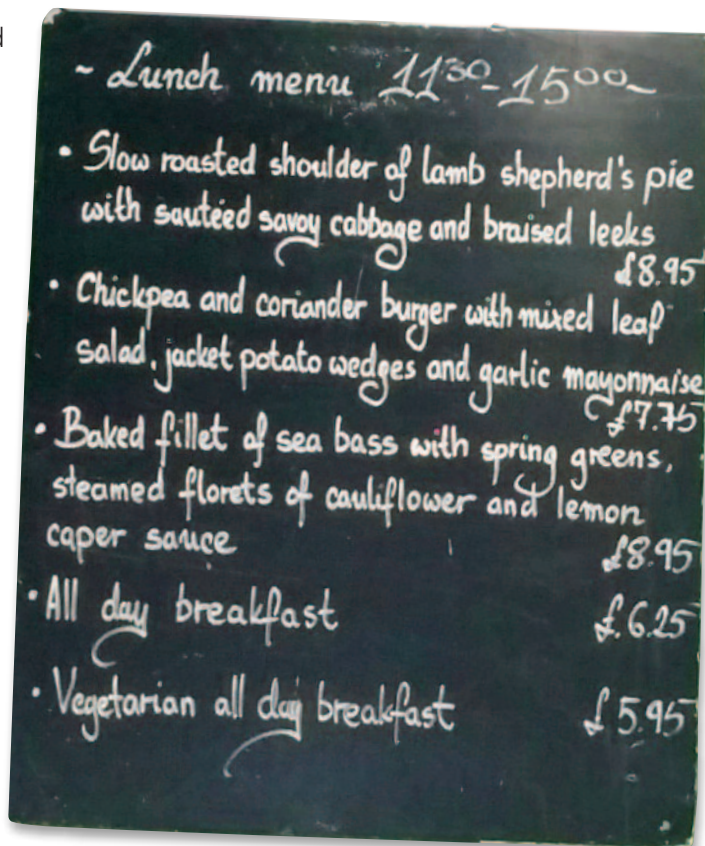 ~ Lunch menu 11³⁰-15⁰⁰~
• Slow roasted shoulder of lamb shepherd's pie
with sautéed savoy cabbage and braised leeks
£8.95
• Chickpea and coriander burger with mixed leaf
salad, jacket potato wedges and garlic mayonnaise
£7.75
• Baked fillet of sea bass with spring greens,
steamed florets of cauliflower and lemon
caper sauce £8.95
• All day breakfast £.6.25
• Vegetarian all day breakfast £5.95